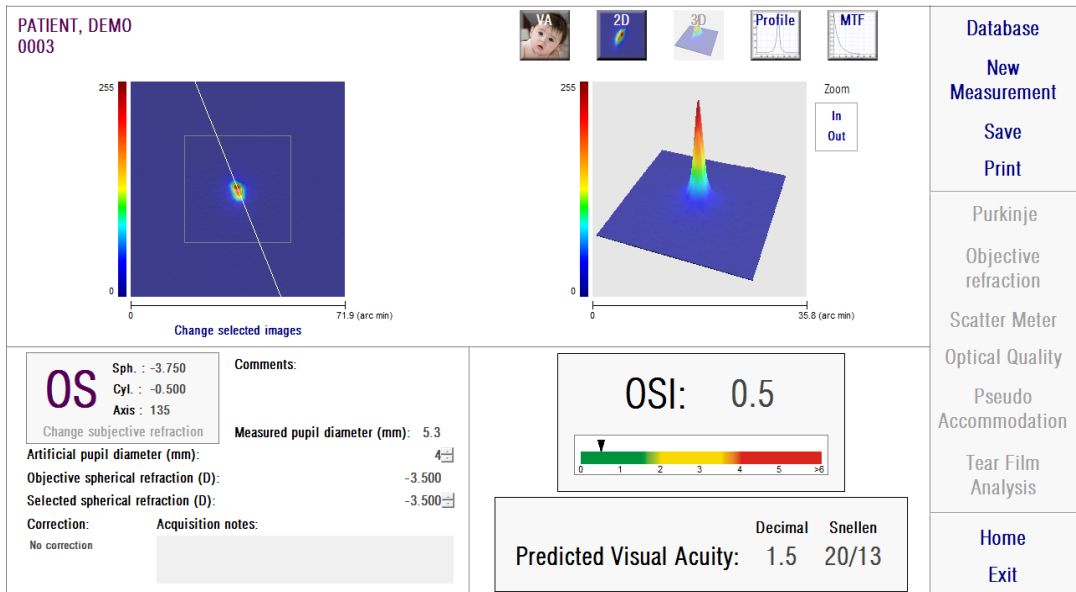 PATIENT, DEMO
0003
VA
2D
3D
Profile
MTF
255
0
0
71.9 (arc min)
Change selected images
255
0
0
35.8 (arc min)
Zoom
In
Out
OS
Sph. : -3.750
Cyl. : -0.500
Axis : 135
Change subjective refraction
Comments:
Measured pupil diameter (mm): 5.3
Artificial pupil diameter (mm): 4
Objective spherical refraction (D): -3.500
Selected spherical refraction (D): -3.500
Correction:
No correction
Acquisition notes:
OSI: 0.5
0 1 2 3 4 5 >6
Decimal Snellen
Predicted Visual Acuity: 1.5 20/13
Database
New
Measurement
Save
Print
Purkinje
Objective
refraction
Scatter Meter
Optical Quality
Pseudo
Accommodation
Tear Film
Analysis
Home
Exit